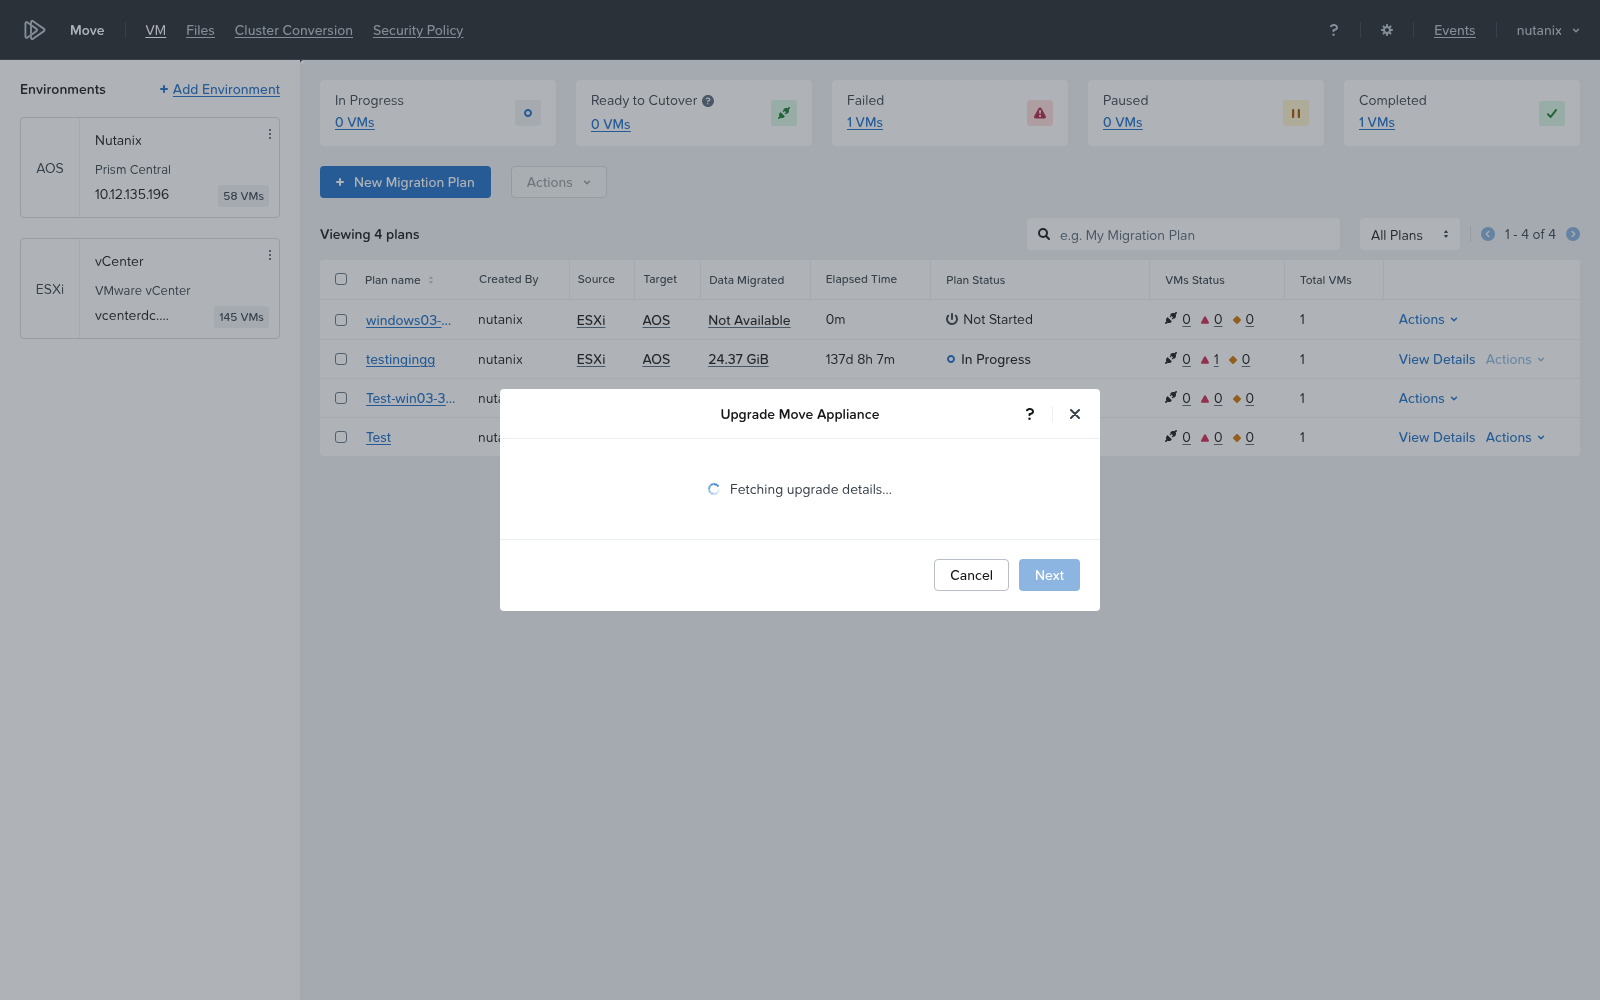 Move VM Files Cluster Conversion Security Policy ? Events nutanix
Environments + Add Environment
AOS
Nutanix
Prism Central
10.12.135.196 58 VMs
ESXi
vCenter
VMware vCenter
vcenterdc.... 145 VMs
In Progress
0 VMs
Ready to Cutover ?
0 VMs
Failed
1 VMs
Paused
0 VMs
Completed
1 VMs
+ New Migration Plan Actions
Viewing 4 plans e.g. My Migration Plan All Plans 1 - 4 of 4
Plan name Created By Source Target Data Migrated Elapsed Time Plan Status VMs Status Total VMs
windows03-... nutanix ESXi AOS Not Available 0m Not Started 0 0 0 1 Actions
testingingg nutanix ESXi AOS 24.37 GiB 137d 8h 7m In Progress 0 1 0 1 View Details Actions
Test-win03-3... nuta 0 0 0 1 Actions
Test nuta 0 0 0 1 View Details Actions
Upgrade Move Appliance ?
Fetching upgrade details...
Cancel Next